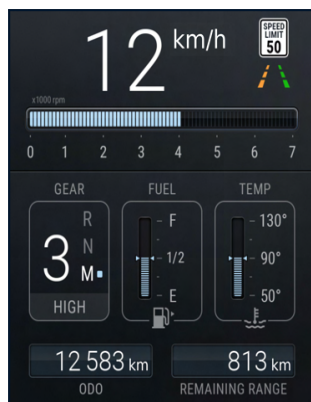 12 km/h
SPEED
LIMIT
50
x1000 rpm
0 1 2 3 4 5 6 7
GEAR FUEL TEMP
R
N
3 M
HIGH
F
1/2
E
130°
90°
50°
12 583 km
813 km
ODO
REMAINING RANGE